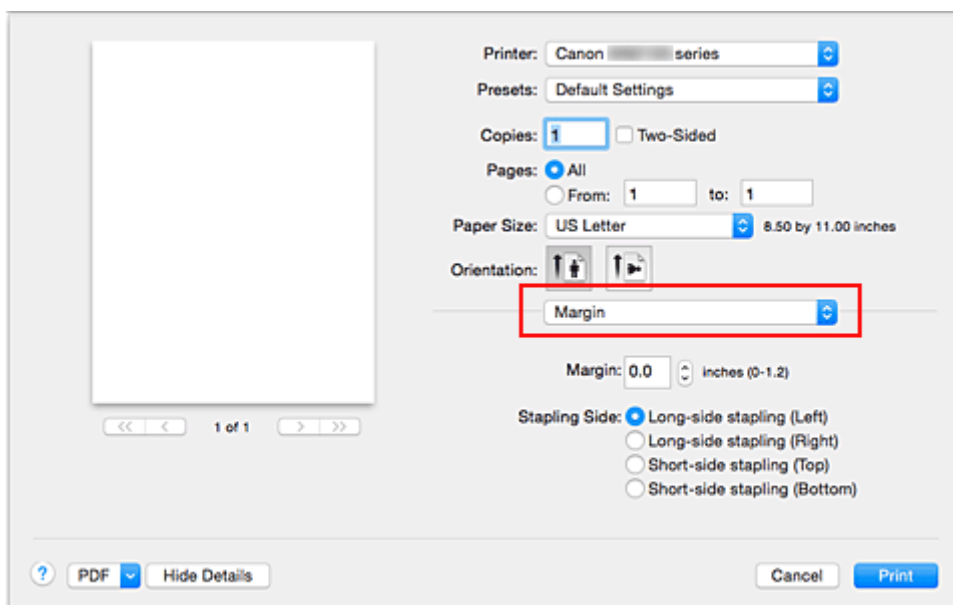 Printer: Canon series
Presets: Default Settings
Copies: 1 Two-Sided
Pages: All
From: 1 to: 1
Paper Size: US Letter 8.50 by 11.00 inches
Orientation:
Margin
Margin: 0.0 inches (0-1.2)
Stapling Side: Long-side stapling (Left)
Long-side stapling (Right)
Short-side stapling (Top)
Short-side stapling (Bottom)
1 of 1
? PDF Hide Details Cancel Print